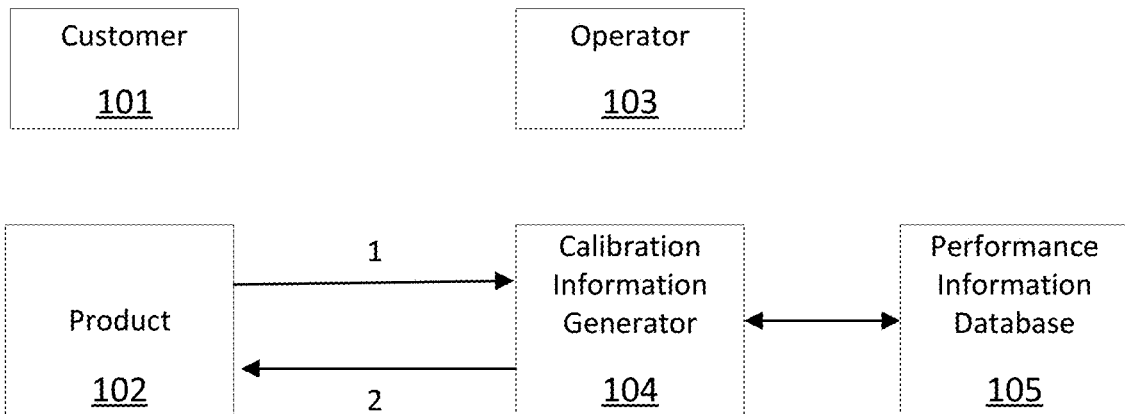 Customer
101
Operator
103
1
2
Product
102
Calibration
Information
Generator
104
Performance
Information
Database
105